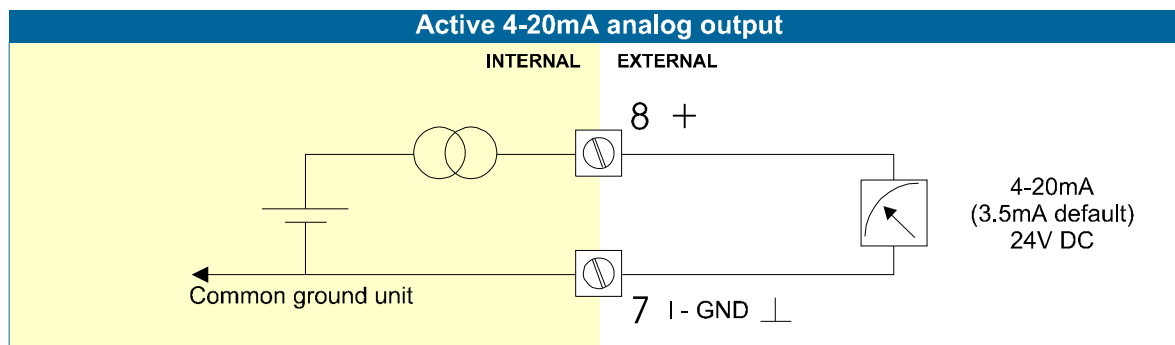 Active 4-20mA analog output
INTERNAL EXTERNAL
8 +
4-20mA
(3.5mA default)
24V DC
Common ground unit
7 I - GND ⊥